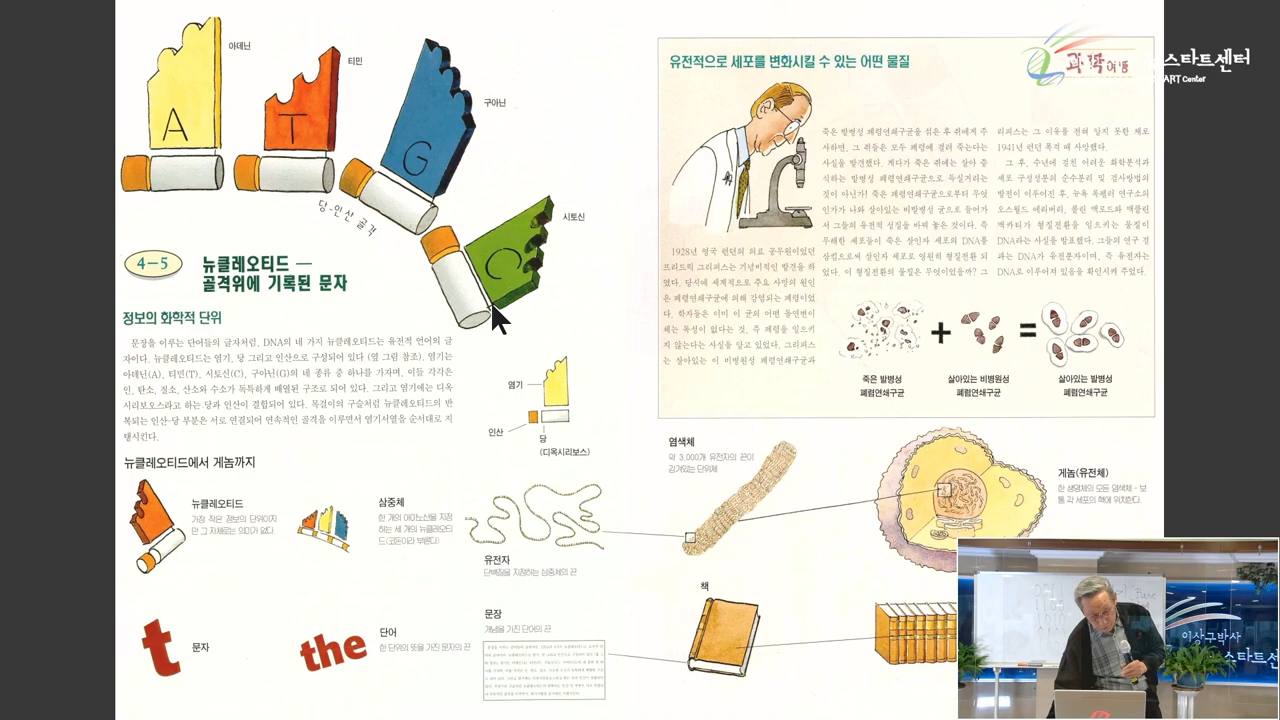 아데닌
티민
구아닌
시토신
A
T
G
C
당-인산 골격
4-5
뉴클레오티드 —
골격위에 기록된 문자
정보의 화학적 단위
문장을 이루는 단어들의 글자처럼, DNA의 네 가지 뉴클레오티드는 유전적 언어의 글
자이다. 뉴클레오티드는 염기, 당 그리고 인산으로 구성되어 있다 (옆 그림 참조). 염기는
아데닌(A), 티민(T), 시토신(C), 구아닌(G)의 네 종류 중 하나를 가지며, 이들 각각은
인, 탄소, 질소, 산소와 수소가 독특하게 배열된 구조로 되어 있다. 그리고 염기에는 디옥
시리보오스라고 하는 당과 인산이 결합되어 있다. 목걸이의 구슬처럼 뉴클레오티드의 반
복되는 인산-당 부분은 서로 연결되어 연속적인 골격을 이루면서 염기서열을 순서대로 지
탱시킨다.
염기
인산
당
(디옥시리보스)
뉴클레오티드에서 게놈까지
뉴클레오티드
가장 작은 정보의 단위이지
만 그 자체로는 의미가 없다.
삼중체
한 개의 아미노산을 지정
하는 세 개의 뉴클레오티
드(코돈이라 부른다)
유전자
단백질을 지정하는 삼중체의 끈
t
문자
the
단어
한 단위의 뜻을 가진 문자의 끈
문장
개념을 가진 단어의 끈
유전적으로 세포를 변화시킬 수 있는 어떤 물질
과학여행
스타트센터
ART Center
1928년 영국 런던의 의료 공무원이었던
프리드릭 그리피스는 기념비적인 발견을 하
였다. 당시에 세계적으로 주요 사망의 원인
은 폐렴연쇄구균에 의해 감염되는 폐렴이었
다. 학자들은 이미 이 균의 어떤 돌연변이
체는 독성이 없다는 것, 즉 폐렴을 일으키
지 않는다는 사실을 알고 있었다. 그리피스
는 살아있는 이 비병원성 폐렴연쇄구균과
죽은 발병성 폐렴연쇄구균을 섞은 후 쥐에게 주
사하면, 그 쥐들은 모두 폐렴에 걸려 죽는다는
사실을 발견했다. 게다가 죽은 쥐에는 살아 증
식하는 발병성 폐렴연쇄구균으로 득실거리는
것이 아닌가! 죽은 폐렴연쇄구균으로부터 무엇
인가가 나와 살아있는 비발병성 균으로 들어가
서 그들의 유전적 성질을 바꿔 놓은 것이다. 즉
무해한 세포들이 죽은 살인자 세포의 DNA를
삼킴으로써 살인자 세포로 영원히 형질전환 되
었다. 이 형질전환의 물질은 무엇이었을까? 그
리피스는 그 이유를 전혀 알지 못한 채로
1941년 런던 폭격 때 사망했다.
그 후, 수년에 걸친 어려운 화학분석과
세포 구성성분의 순수분리 및 검사방법의
발전이 이루어진 후, 뉴욕 록펠러 연구소의
오스월드 에리버리, 콜린 맥로드와 맥클린
멕카티가 형질전환을 일으키는 물질이
DNA라는 사실을 발표했다. 그들의 연구 결
과는 DNA가 유전분자이며, 즉 유전자는
DNA로 이루어져 있음을 확인시켜 주었다.
+
=
죽은 발병성
폐렴연쇄구균
살아있는 비병원성
폐렴연쇄구균
살아있는 발병성
폐렴연쇄구균
염색체
약 3,000개 유전자의 끈이
감겨있는 단위체
게놈(유전체)
한 생명체의 모든 염색체 - 보
통 각 세포의 핵에 위치한다.
책
이상구박사